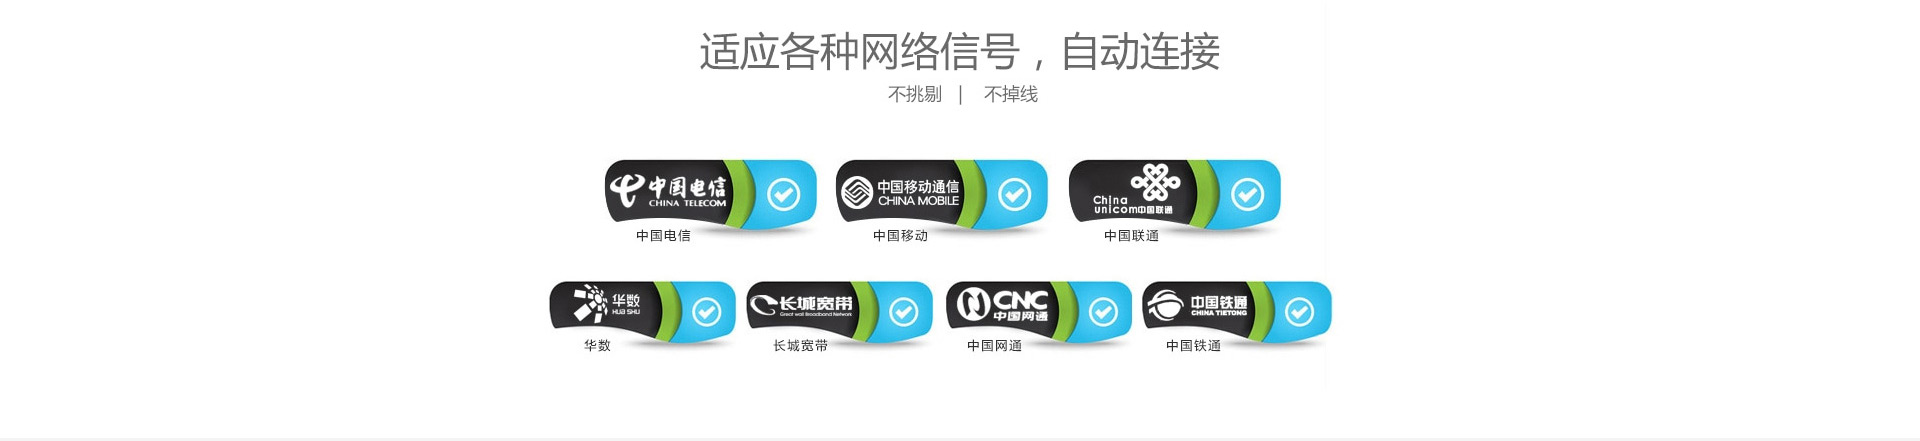 适应各种网络信号，自动连接
不挑剔 | 不掉线
中国电信
CHINA TELECOM
中国移动通信
CHINA MOBILE
China
unicom中国联通
中国电信
中国移动
中国联通
华数
HUA SHU
长城宽带
Great wall Broadband Network
CNC
中国网通
中国铁通
CHINA TIETONG
华数
长城宽带
中国网通
中国铁通